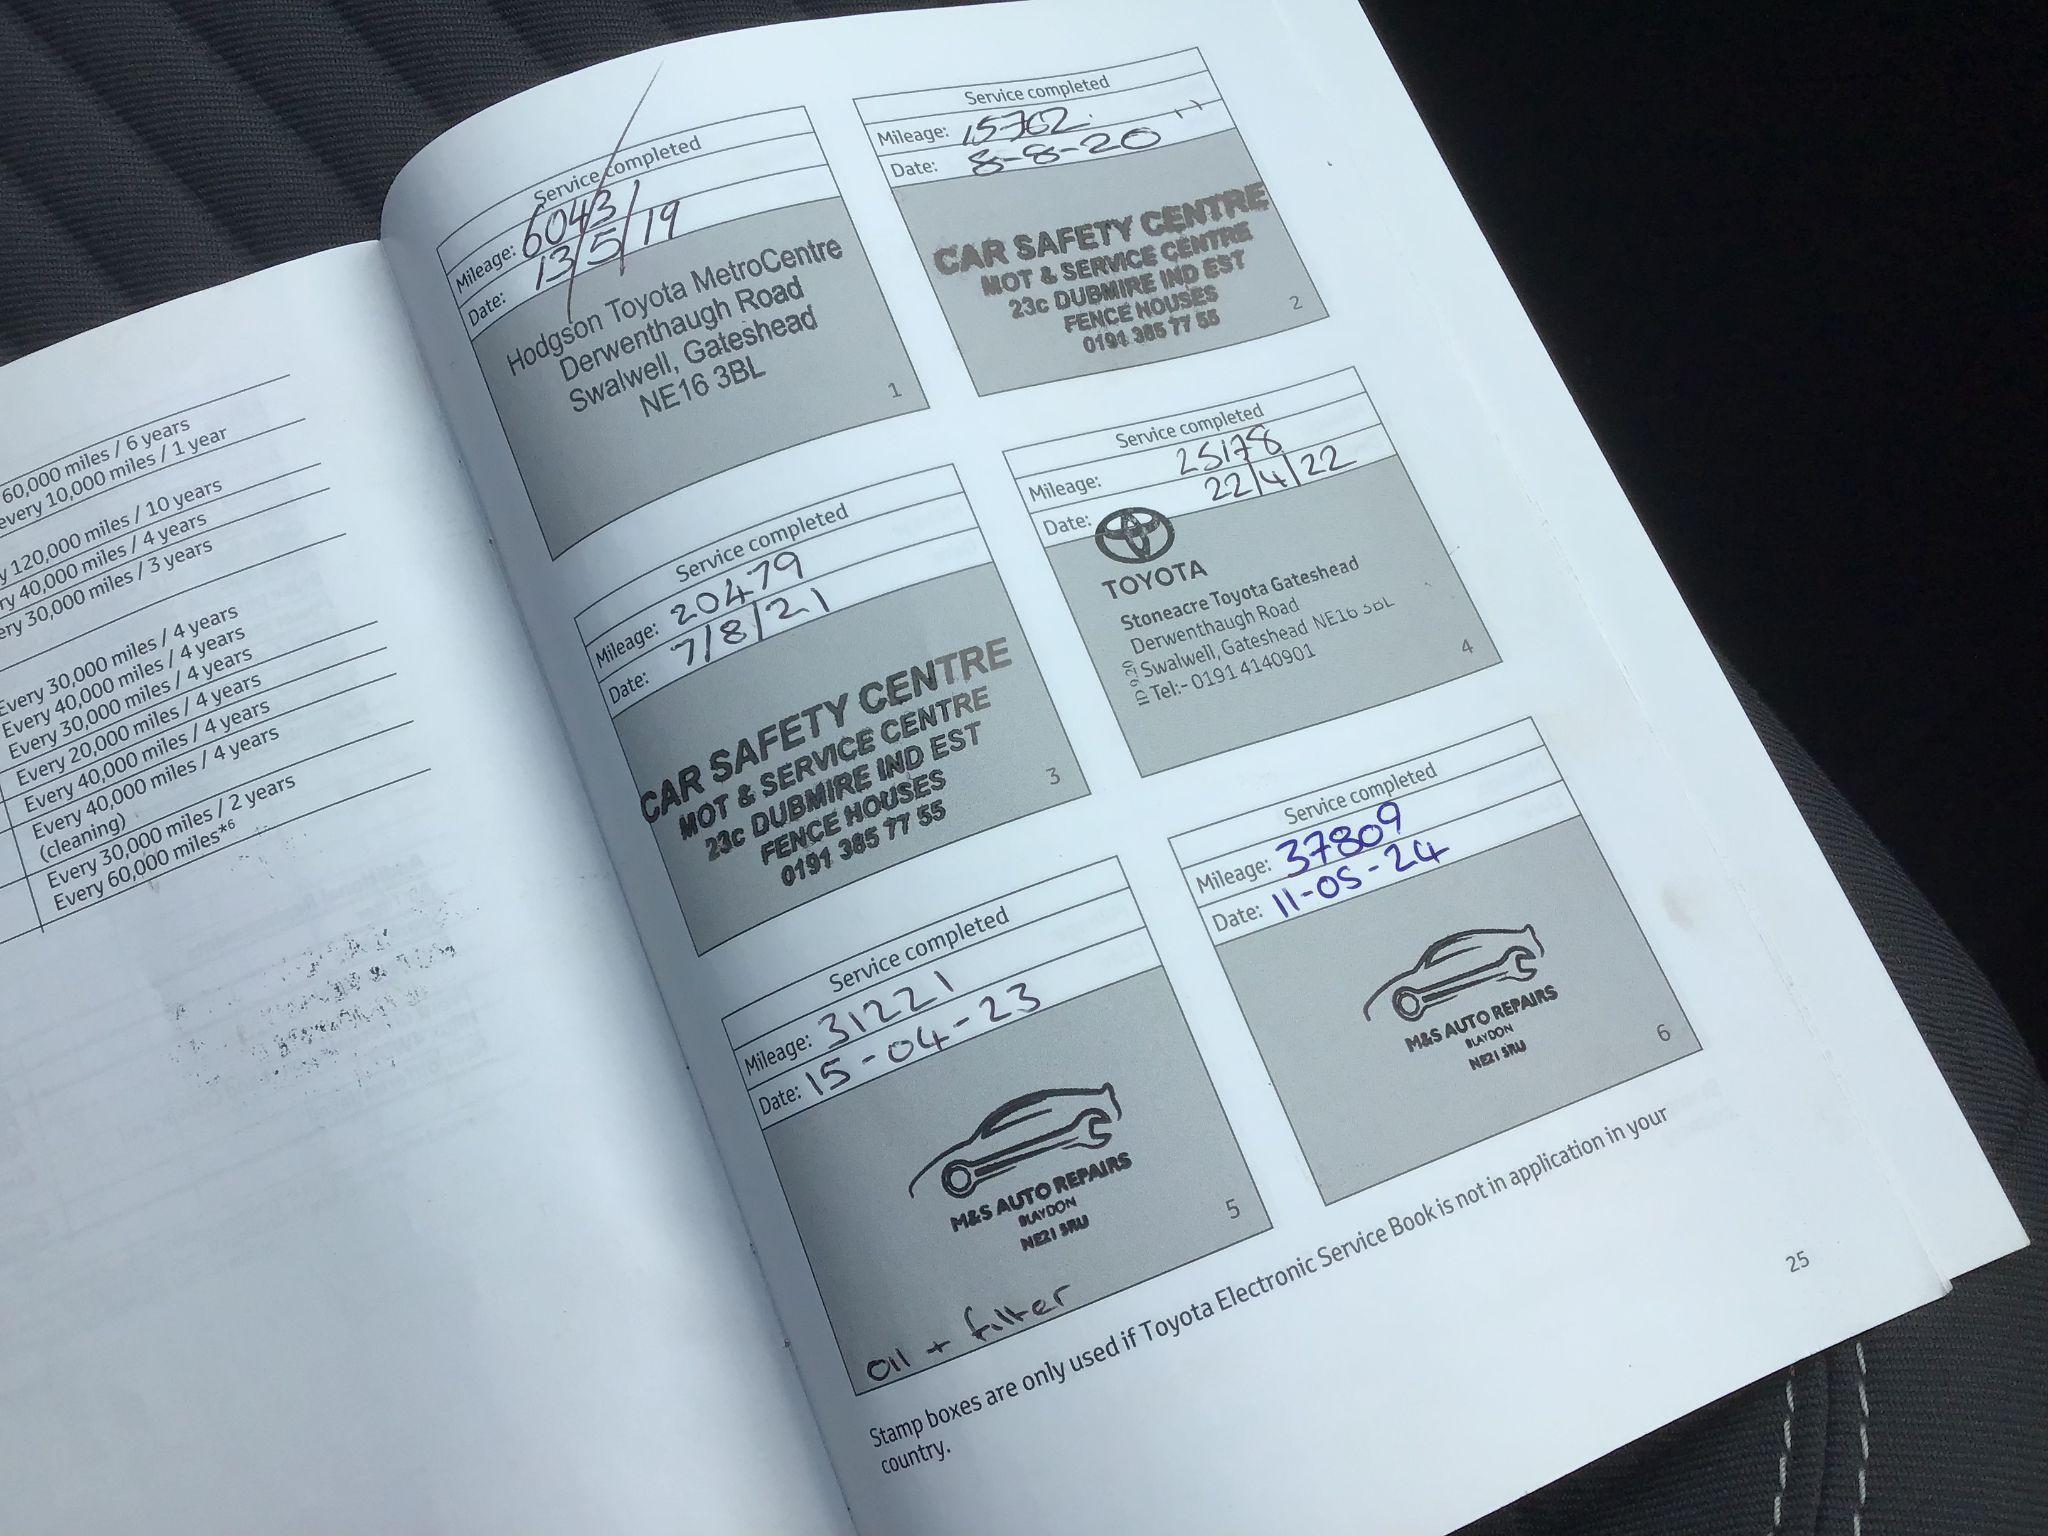 60,000 miles / 6 years
every 10,000 miles / 1 year
120,000 miles / 10 years
40,000 miles / 4 years
30,000 miles / 3 years
Every 30,000 miles / 4 years
Every 40,000 miles / 4 years
Every 30,000 miles / 4 years
Every 20,000 miles / 4 years
Every 40,000 miles / 4 years
Every 40,000 miles / 4 years
(cleaning)
Every 30,000 miles / 2 years
Every 60,000 miles*6
Service completed
Mileage: 6043
Date: 13/5/19
Hodgson Toyota MetroCentre
Derwenthaugh Road
Swalwell, Gateshead
NE16 3BL
1
Service completed
Mileage: 15762
Date: 8-8-20
CAR SAFETY CENTRE
MOT & SERVICE CENTRE
23c DUBMIRE IND EST
FENCE HOUSES
0191 385 77 55
2
Service completed
Mileage: 20479
Date: 7/8/21
CAR SAFETY CENTRE
MOT & SERVICE CENTRE
23c DUBMIRE IND EST
FENCE HOUSES
0191 385 77 55
3
Service completed
Mileage: 25178
Date: 22/4/22
TOYOTA
Stoneacre Toyota Gateshead
Derwenthaugh Road
Swalwell, Gateshead NE16 3BL
Tel:- 0191 4140901
4
Service completed
Mileage: 31221
Date: 15-04-23
M&S AUTO REPAIRS
BLAYDON
NE21 5RU
5
oil + filter
Service completed
Mileage: 37809
Date: 11-05-24
M&S AUTO REPAIRS
BLAYDON
NE21 5RU
6
Stamp boxes are only used if Toyota Electronic Service Book is not in application in your
country.
25